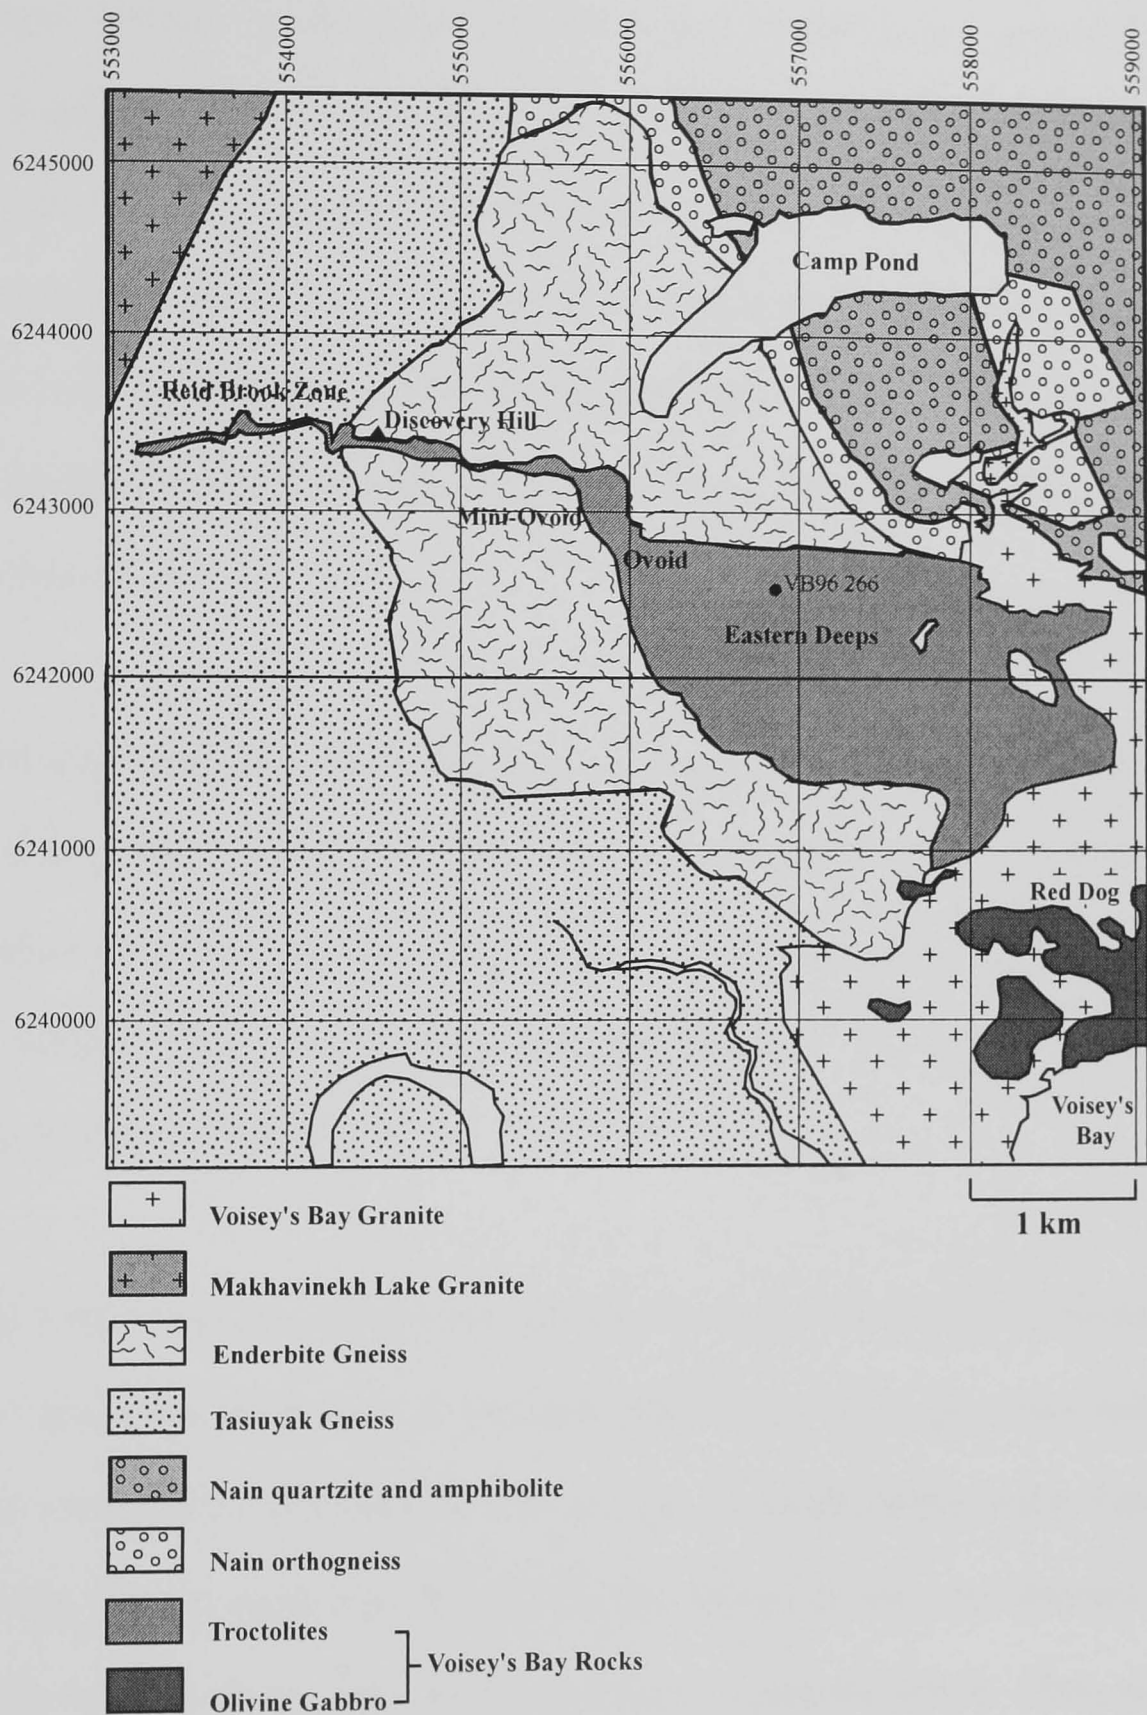 553000
554000
555000
556000
557000
558000
559000
6245000
Camp Pond
6244000
Reid Brook Zone
Discovery Hill
6243000
Mini-Ovoid
Ovoid
VB96 266
Eastern Deeps
6242000
6241000
Red Dog
6240000
Voisey's
Bay
1 km
Voisey's Bay Granite
Makhavinekh Lake Granite
Enderbite Gneiss
Tasiuyak Gneiss
Nain quartzite and amphibolite
Nain orthogneiss
Troctolites
Voisey's Bay Rocks
Olivine Gabbro